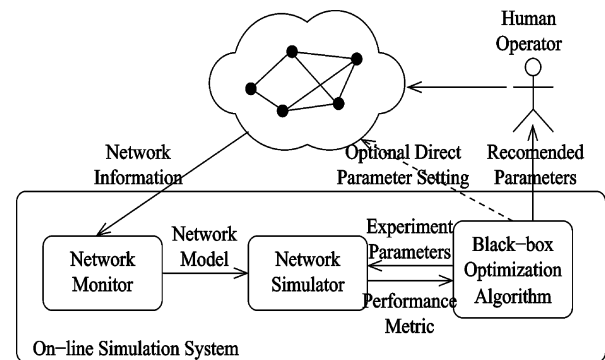 Human
Operator
Network
Information
Optional Direct
Parameter Setting
Recomended
Parameters
Network
Monitor
Network
Model
Network
Simulator
Experiment
Parameters
Performance
Metric
Black-box
Optimization
Algorithm
On-line Simulation System